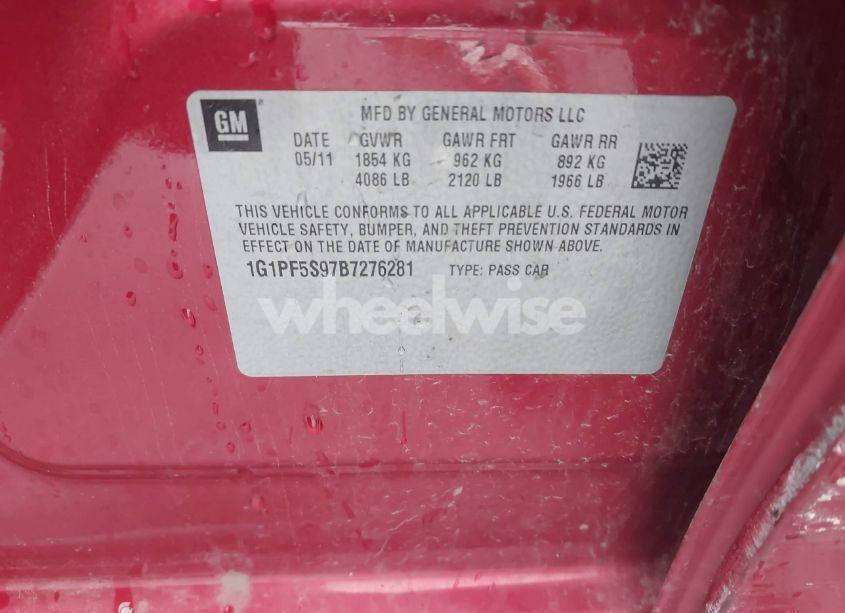 GM
MFD BY GENERAL MOTORS LLC
DATE GVWR GAWR FRT GAWR RR
05/11 1854 KG 962 KG 892 KG
4086 LB 2120 LB 1966 LB
THIS VEHICLE CONFORMS TO ALL APPLICABLE U.S. FEDERAL MOTOR
VEHICLE SAFETY, BUMPER, AND THEFT PREVENTION STANDARDS IN
EFFECT ON THE DATE OF MANUFACTURE SHOWN ABOVE.
1G1PF5S97B7276281 TYPE: PASS CAR
wheelwise